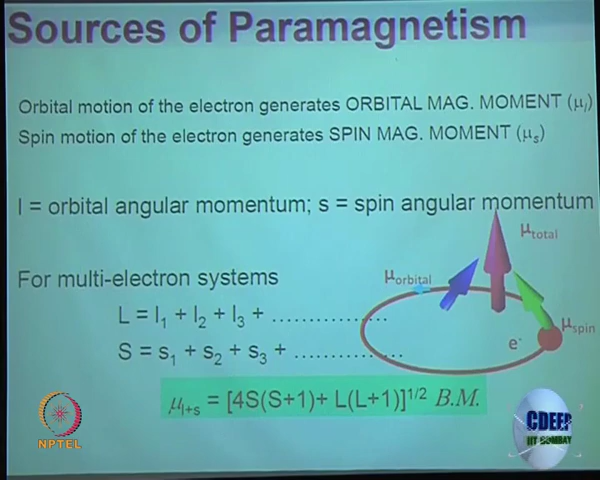 Sources of Paramagnetism
Orbital motion of the electron generates ORBITAL MAG. MOMENT (μl)
Spin motion of the electron generates SPIN MAG. MOMENT (μs)
l = orbital angular momentum; s = spin angular momentum
μtotal
For multi-electron systems
μorbital
L = l1 + l2 + l3 + ................
μspin
e-
S = s1 + s2 + s3 + ...............
μl+s = [4S(S+1)+ L(L+1)]1/2 B.M.
NPTEL
CDEEP
IIT BOMBAY